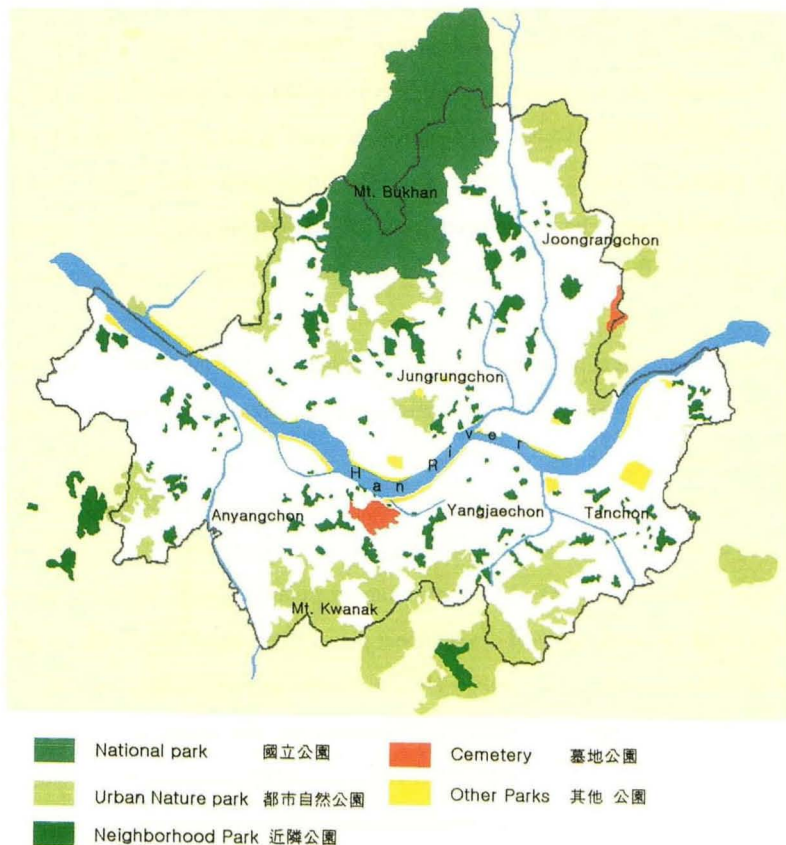 Mt. Bukhan
Joongrangchon
Jungrungchon
Han River
Anyangchon
Yangjaechon
Tanchon
Mt. Kwanak
National park 國立公園
Cemetery 墓地公園
Urban Nature park 都市自然公園
Other Parks 其他 公園
Neighborhood Park 近隣公園